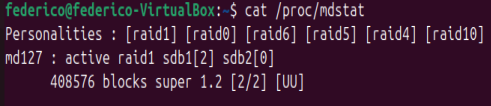 federico@federico-VirtualBox:~$ cat /proc/mdstat
Personalities : [raid1] [raid0] [raid6] [raid5] [raid4] [raid10]
md127 : active raid1 sdb1[2] sdb2[0]
      408576 blocks super 1.2 [2/2] [UU]